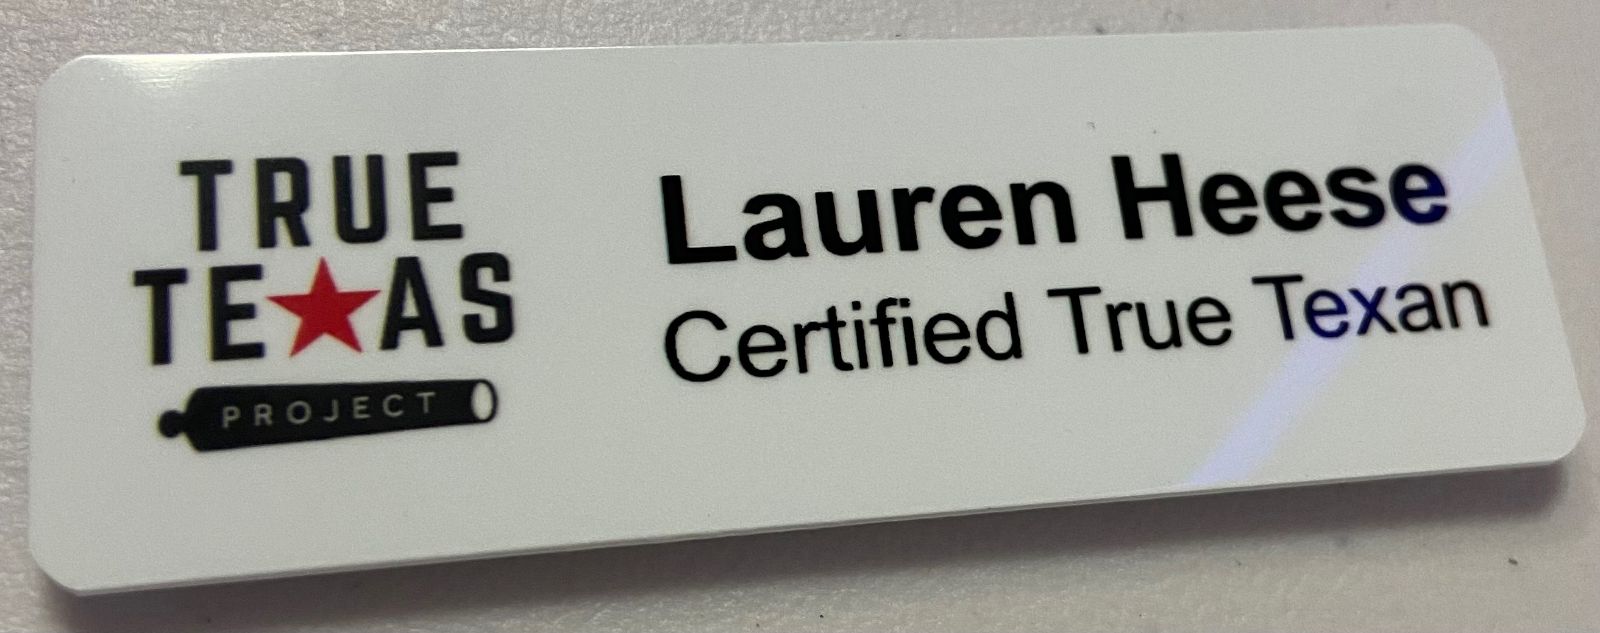 TRUE
TE★AS
PROJECT
Lauren Heese
Certified True Texan